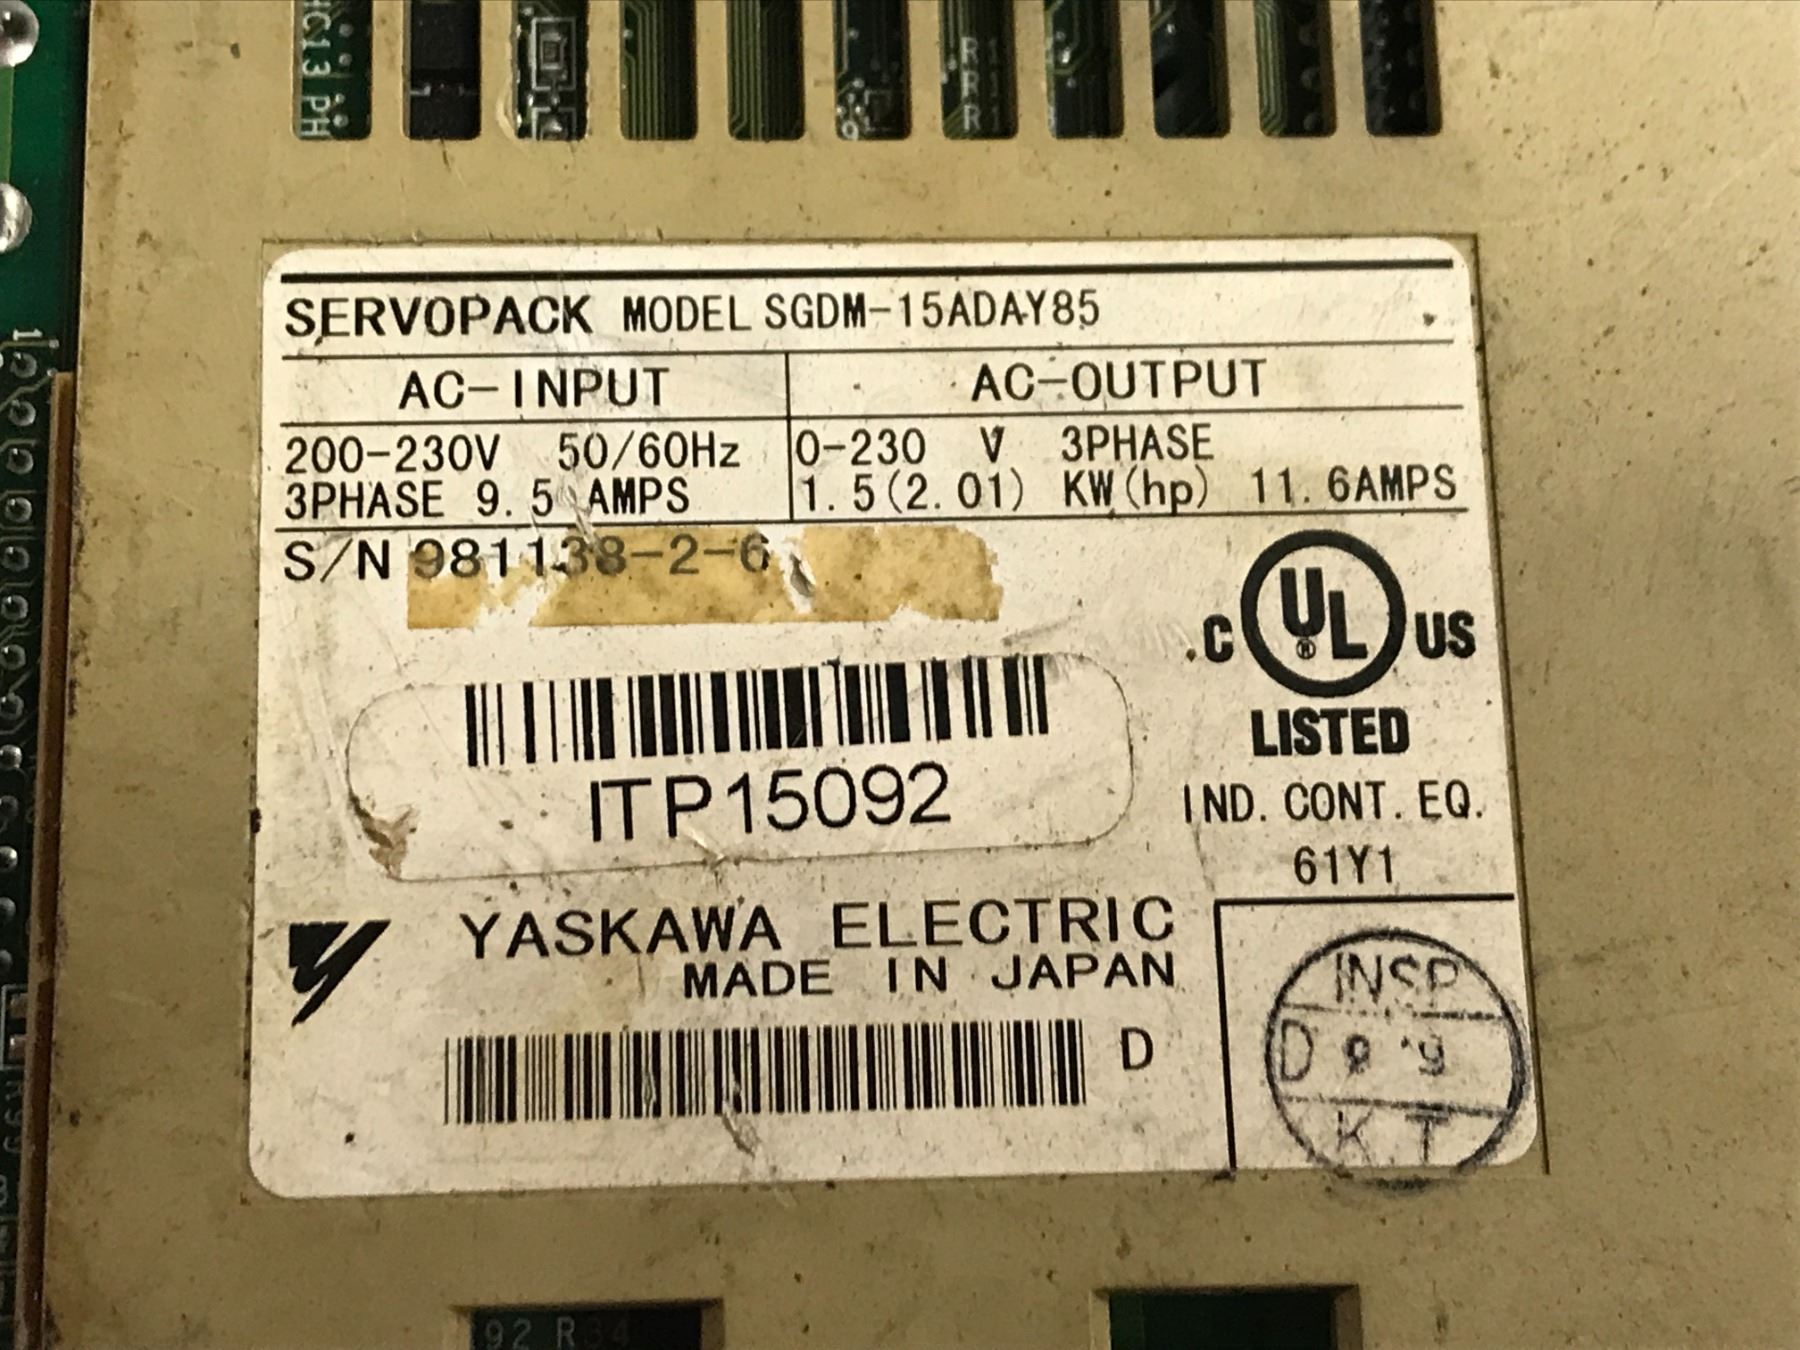 HC13 PH
SERVOPACK MODEL SGDM-15ADAY85
AC-INPUT
AC-OUTPUT
200-230V 50/60Hz
3PHASE 9.5 AMPS
0-230 V 3PHASE
1.5(2.01) KW(hp) 11.6AMPS
S/N 981138-2-6
C UL® US
LISTED
IND. CONT. EQ.
61Y1
ITP15092
YASKAWA ELECTRIC
MADE IN JAPAN
D
INSP
K.T
92 R34